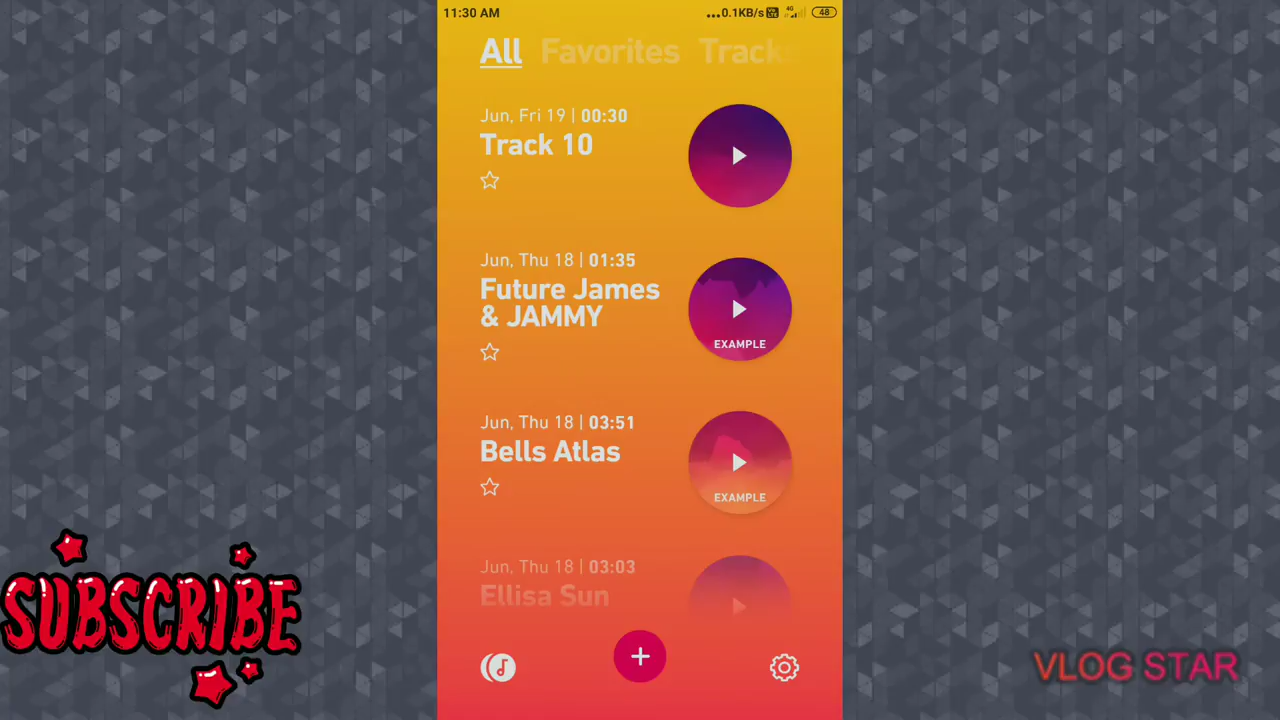 11:30 AM
...0.1KB/s 4G 48
All Favorites Tracks
Jun, Fri 19 | 00:30
Track 10
Jun, Thu 18 | 01:35
Future James
& JAMMY
EXAMPLE
Jun, Thu 18 | 03:51
Bells Atlas
EXAMPLE
Jun, Thu 18 | 03:03
Ellisa Sun
SUBSCRIBE
VLOG STAR